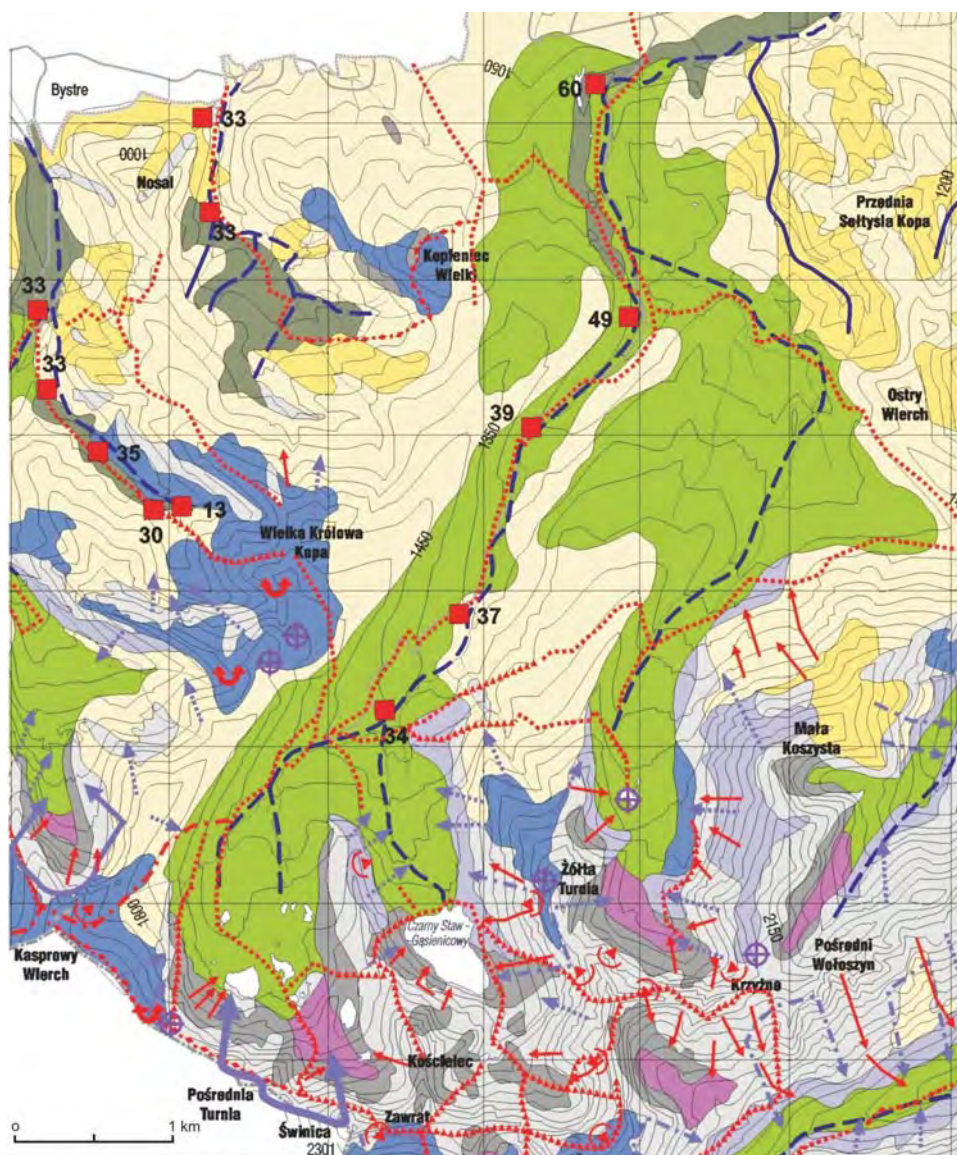 1050
Bystre
60
33
1000
Nosal
1200
Przednia
Sołtysia Kopa
33
Kopieniec
Wielki
33
49
33
39
1350
Ostry
Wierch
35
13
30
Wielka Królowa
Kopa
1450
37
34
Mała
Koszysta
Żółta
Turnia
1800
Czarny Staw
Gąsienicowy
2150
Pośredni
Wołoszyn
Kasprowy
Wierch
Krzyżne
Kościelec
Pośrednia
Turnia
Zawrat
Świnica
2301
0 1 km